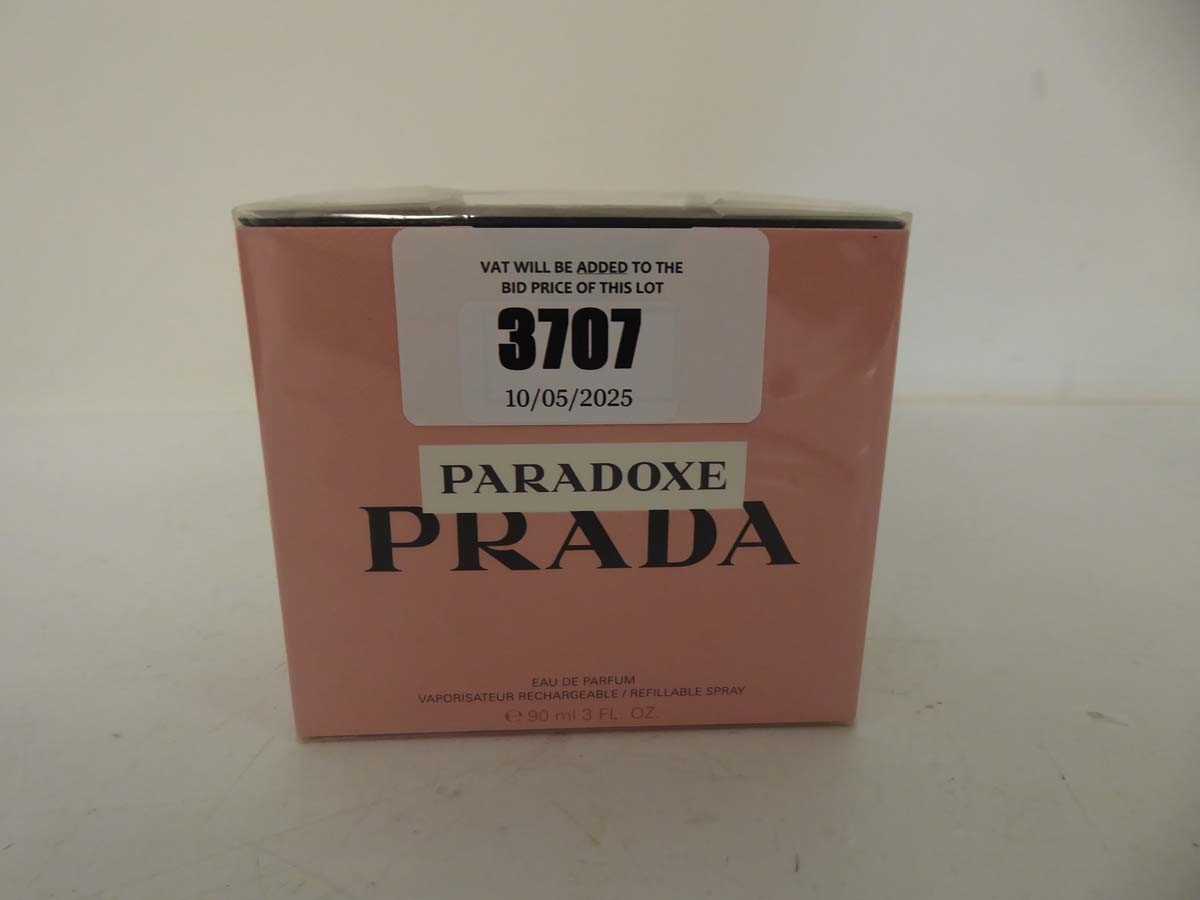 VAT WILL BE ADDED TO THE
BID PRICE OF THIS LOT
3707
10/05/2025
PARADOXE
PRADA
EAU DE PARFUM
VAPORISATEUR RECHARGEABLE / REFILLABLE SPRAY
℮ 90 ml 3 FL. OZ.